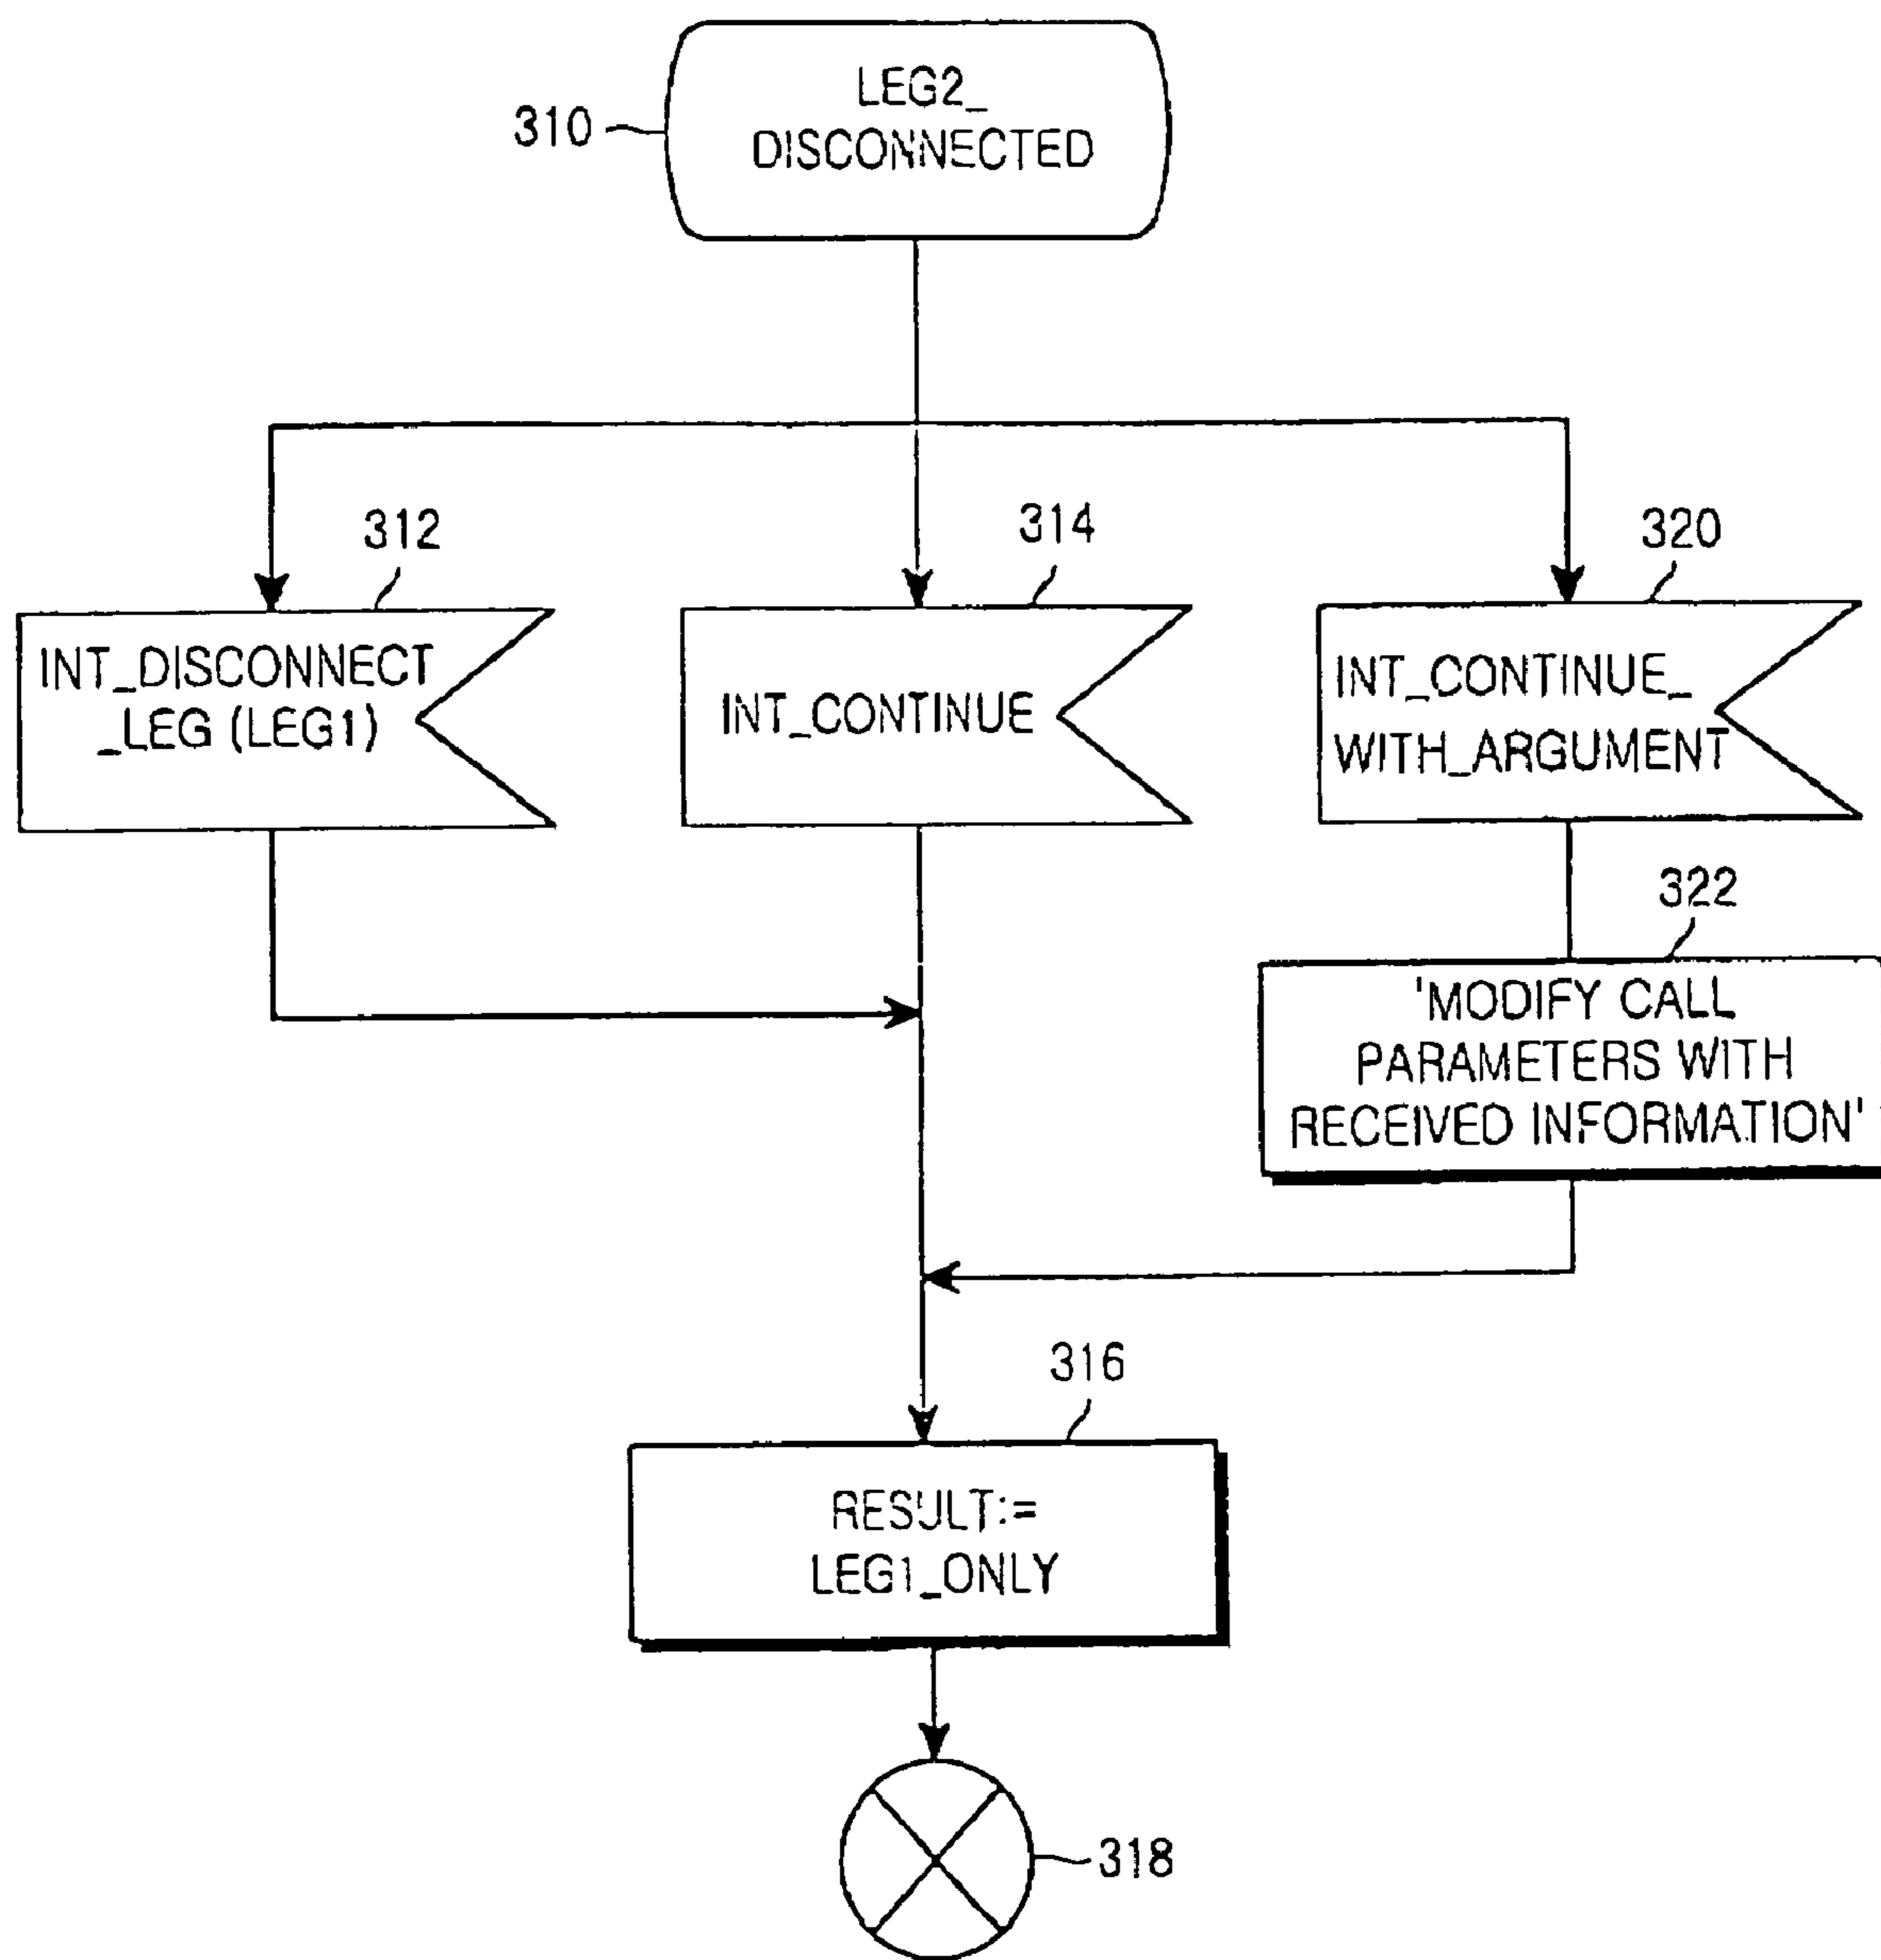 LEG2_
DISCONNECTED
310
312
314
320
INT_DISCONNECT
_LEG (LEG1)
INT_CONTINUE
INT_CONTINUE_
WITH_ARGUMENT
322
'MODIFY CALL
PARAMETERS WITH
RECEIVED INFORMATION'
316
RESULT:=
LEG1_ONLY
318